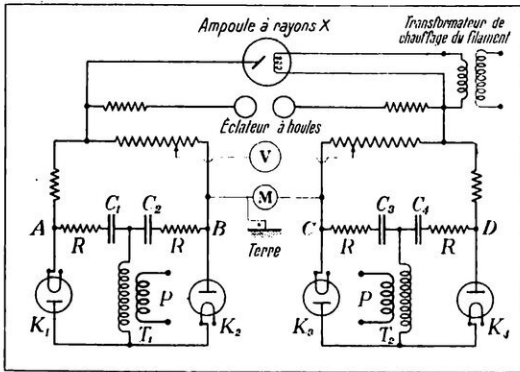 Ampoule à rayons X
Transformateur de
chauffage du filament
Éclateur à boules
V
M
C₁ C₂
C₃ C₄
A R R B
C R R D
Terre
P
P
K₁ T₁ K₂
K₃ T₂ K₄